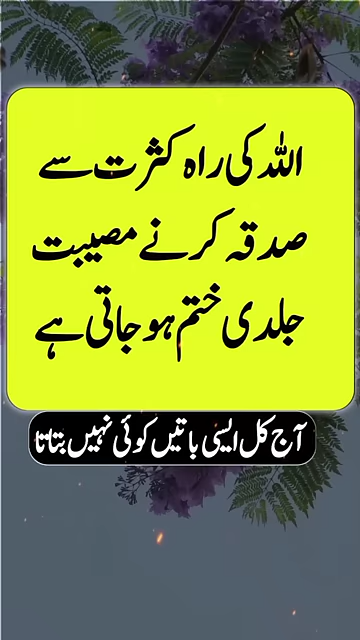 اللہ کی راہ کثرت سے
صدقہ کرنے مصیبت
جلدی ختم ہو جاتی ہے
آج کل ایسی باتیں کوئی نہیں بتاتا